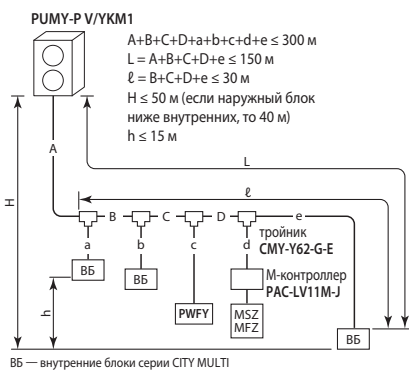 PUMY-P V/YKM1
A+B+C+D+a+b+c+d+e ≤ 300 м
L = A+B+C+D+e ≤ 150 м
ℓ = B+C+D+e ≤ 30 м
H ≤ 50 м (если наружный блок
ниже внутренних, то 40 м)
h ≤ 15 м
A
L
H
ℓ
B
C
D
e
тройник
CMY-Y62-G-E
a
b
c
d
М-контроллер
PAC-LV11M-J
ВБ
ВБ
h
PWFY
MSZ
MFZ
ВБ
ВБ — внутренние блоки серии CITY MULTI